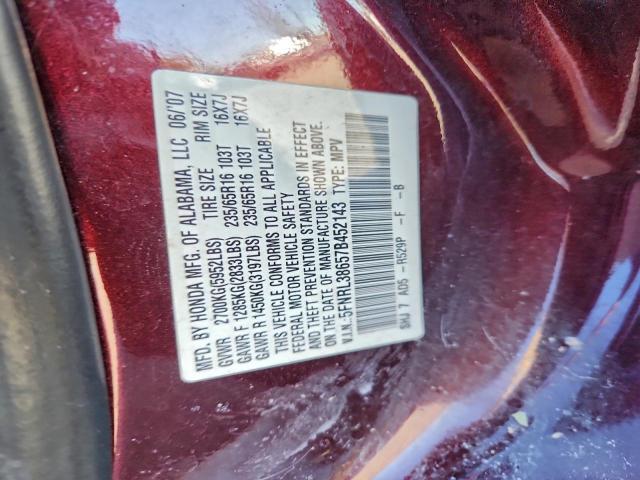 MFD. BY HONDA MFG. OF ALABAMA, LLC 06/'07
GVWR 2700KG(5952LBS) TIRE SIZE RIM SIZE
GAWR F 1285KG(2833LBS) 235/65R16 103T 16X7J
GAWR R 1450KG(3197LBS) 235/65R16 103T 16X7J
THIS VEHICLE CONFORMS TO ALL APPLICABLE
FEDERAL MOTOR VEHICLE SAFETY
AND THEFT PREVENTION STANDARDS IN EFFECT
ON THE DATE OF MANUFACTURE SHOWN ABOVE.
V.I.N.: 5FNRL38657B452143 TYPE: MPV
SHJ 7 A05 - R529P - F - B